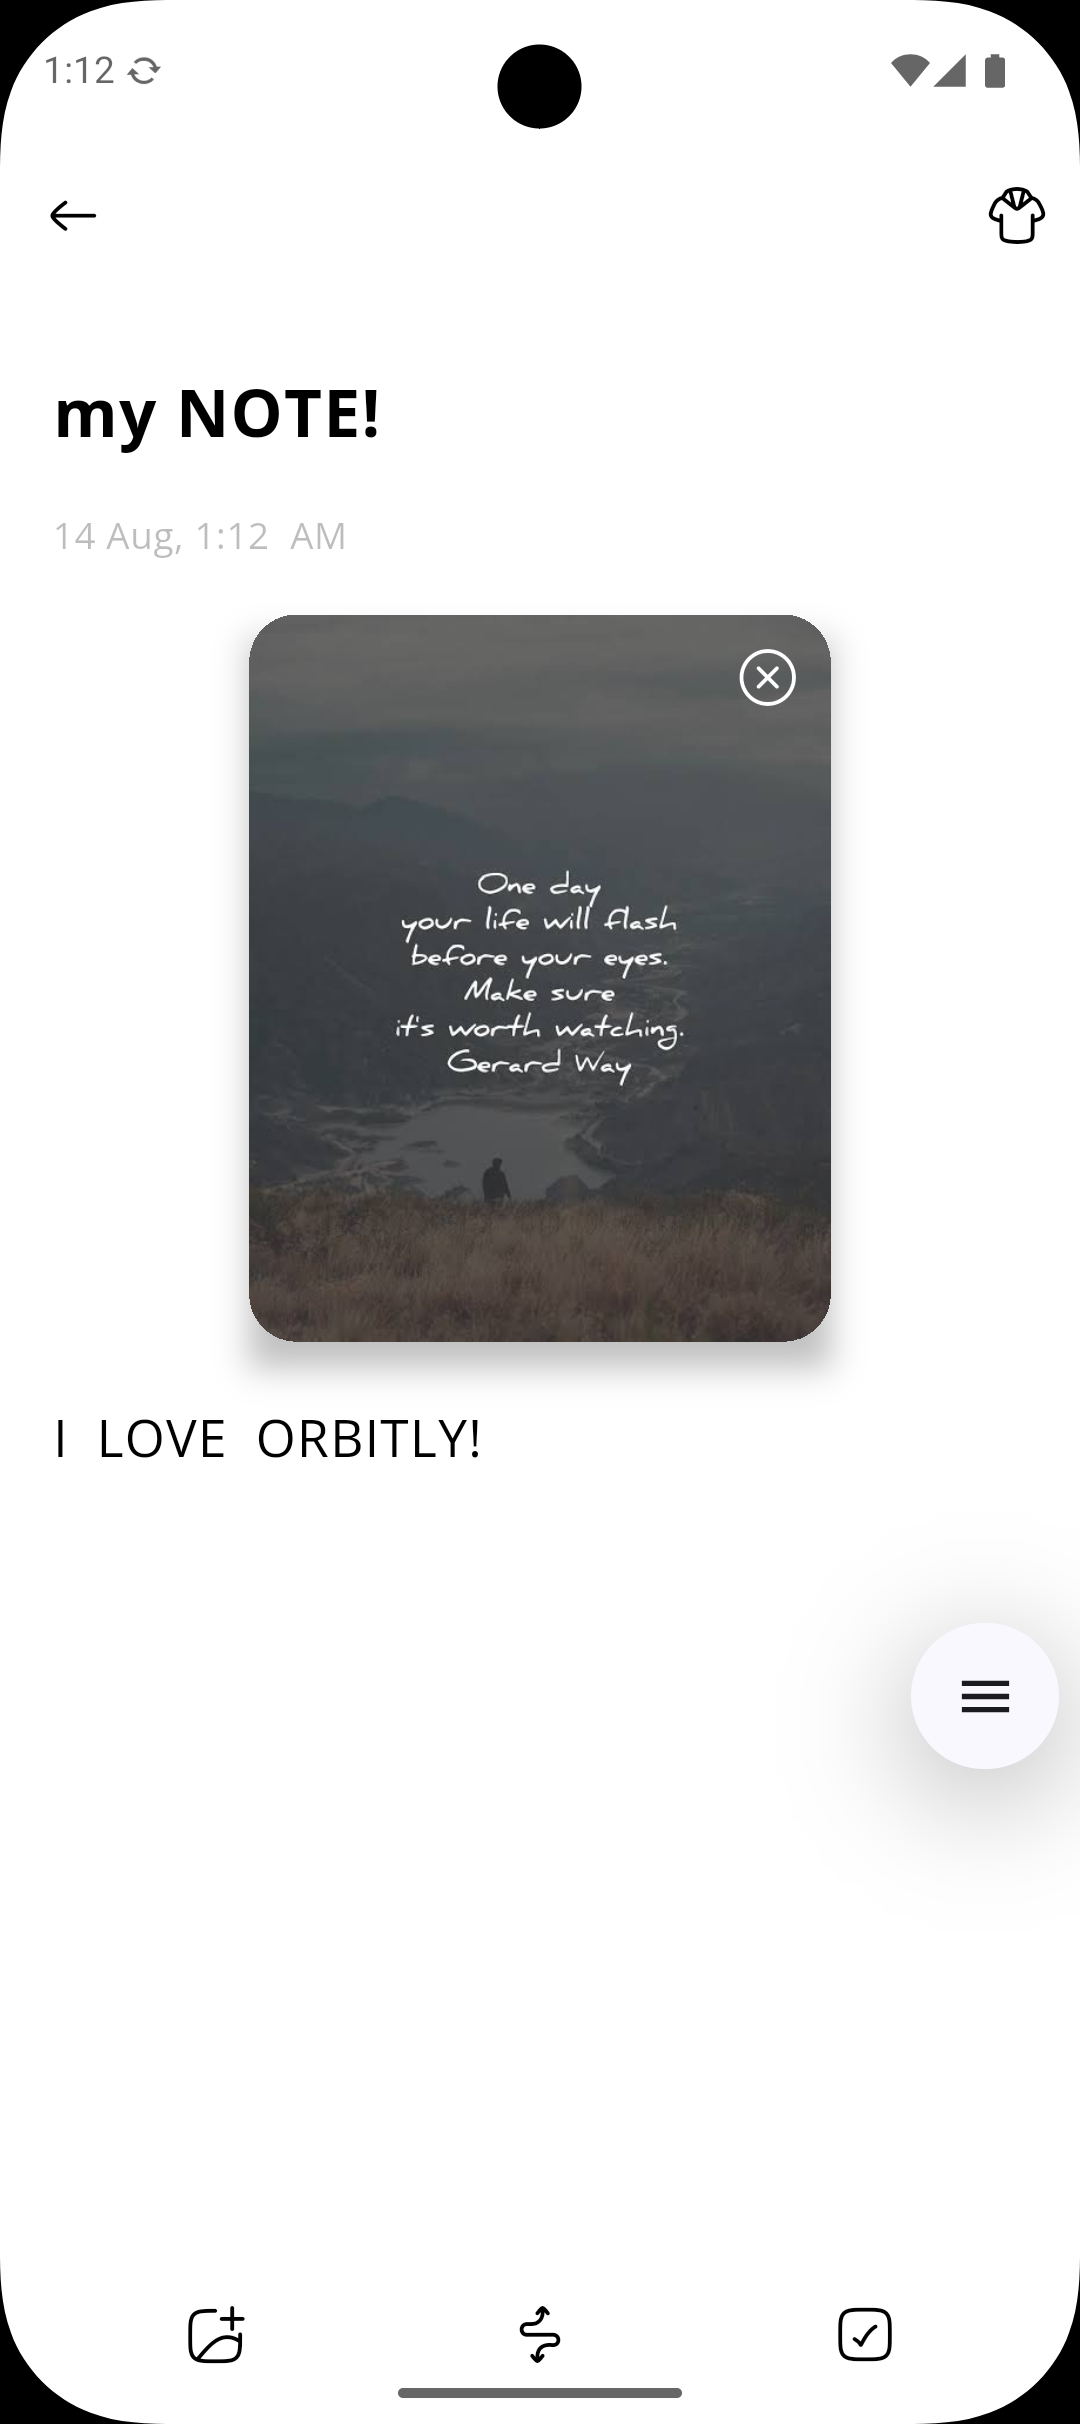 1:12
my NOTE!
14 Aug, 1:12 AM
One day
your life will flash
before your eyes.
Make sure
it's worth watching.
Gerard Way
I LOVE ORBITLY!